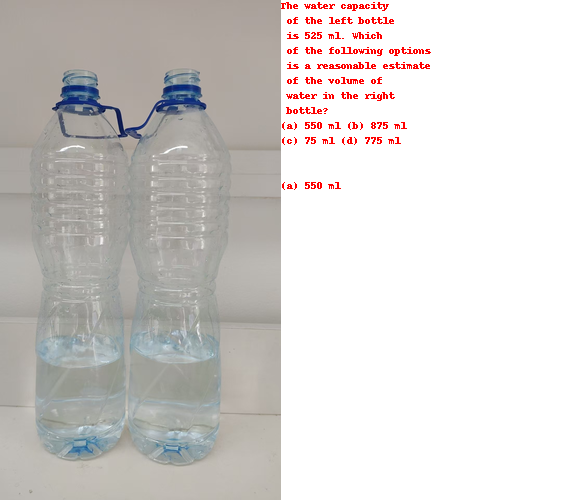 The water capacity
of the left bottle
is 525 ml. Which
of the following options
is a reasonable estimate
of the volume of
water in the right
bottle?
(a) 550 ml (b) 875 ml
(c) 75 ml (d) 775 ml
(a) 550 ml